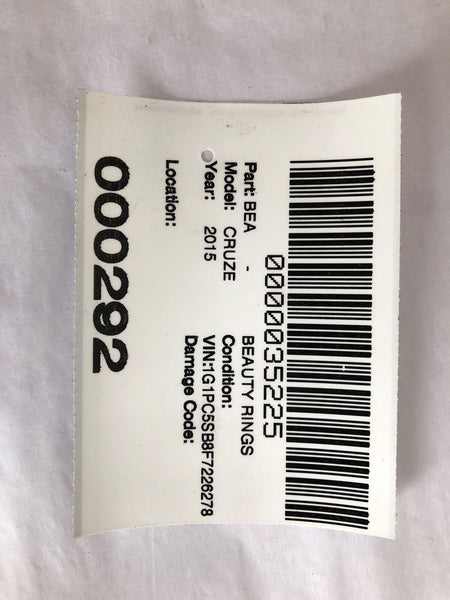 0000035225
Part: BEA - BEAUTY RINGS
Model: CRUZE Condition:
Year: 2015 VIN:1G1PC5SB8F7226278
Damage Code:
Location:
000292